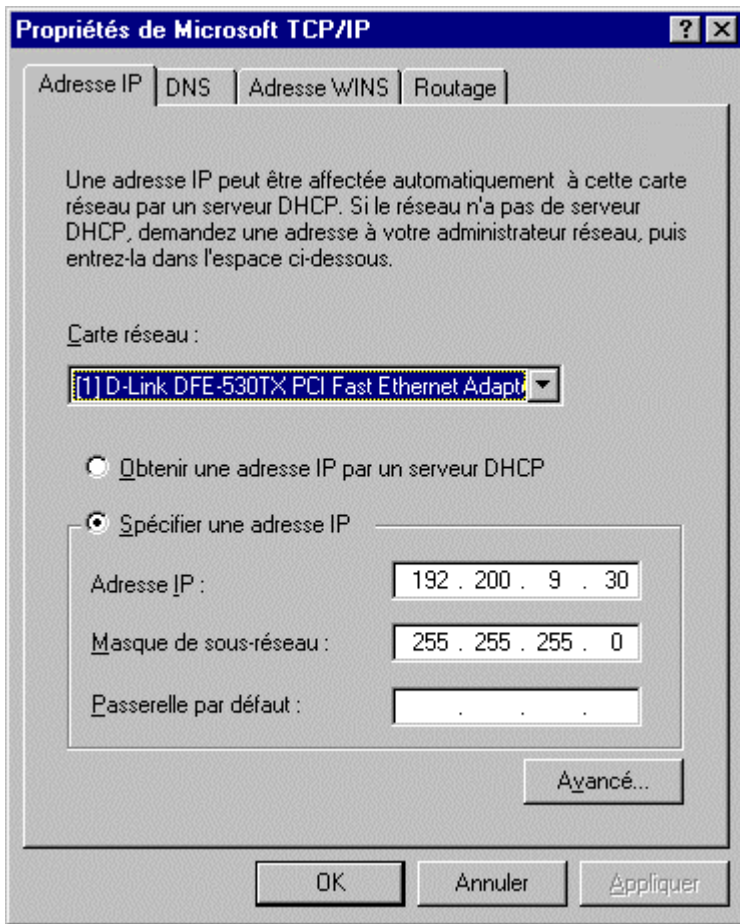 Propriétés de Microsoft TCP/IP
Adresse IP DNS Adresse WINS Routage
Une adresse IP peut être affectée automatiquement à cette carte
réseau par un serveur DHCP. Si le réseau n'a pas de serveur
DHCP, demandez une adresse à votre administrateur réseau, puis
entrez-la dans l'espace ci-dessous.
Carte réseau :
[1] D-Link DFE-530TX PCI Fast Ethernet Adapt
Obtenir une adresse IP par un serveur DHCP
Spécifier une adresse IP
Adresse IP : 192 . 200 . 9 . 30
Masque de sous-réseau : 255 . 255 . 255 . 0
Passerelle par défaut : . . .
Avancé...
OK Annuler Appliquer